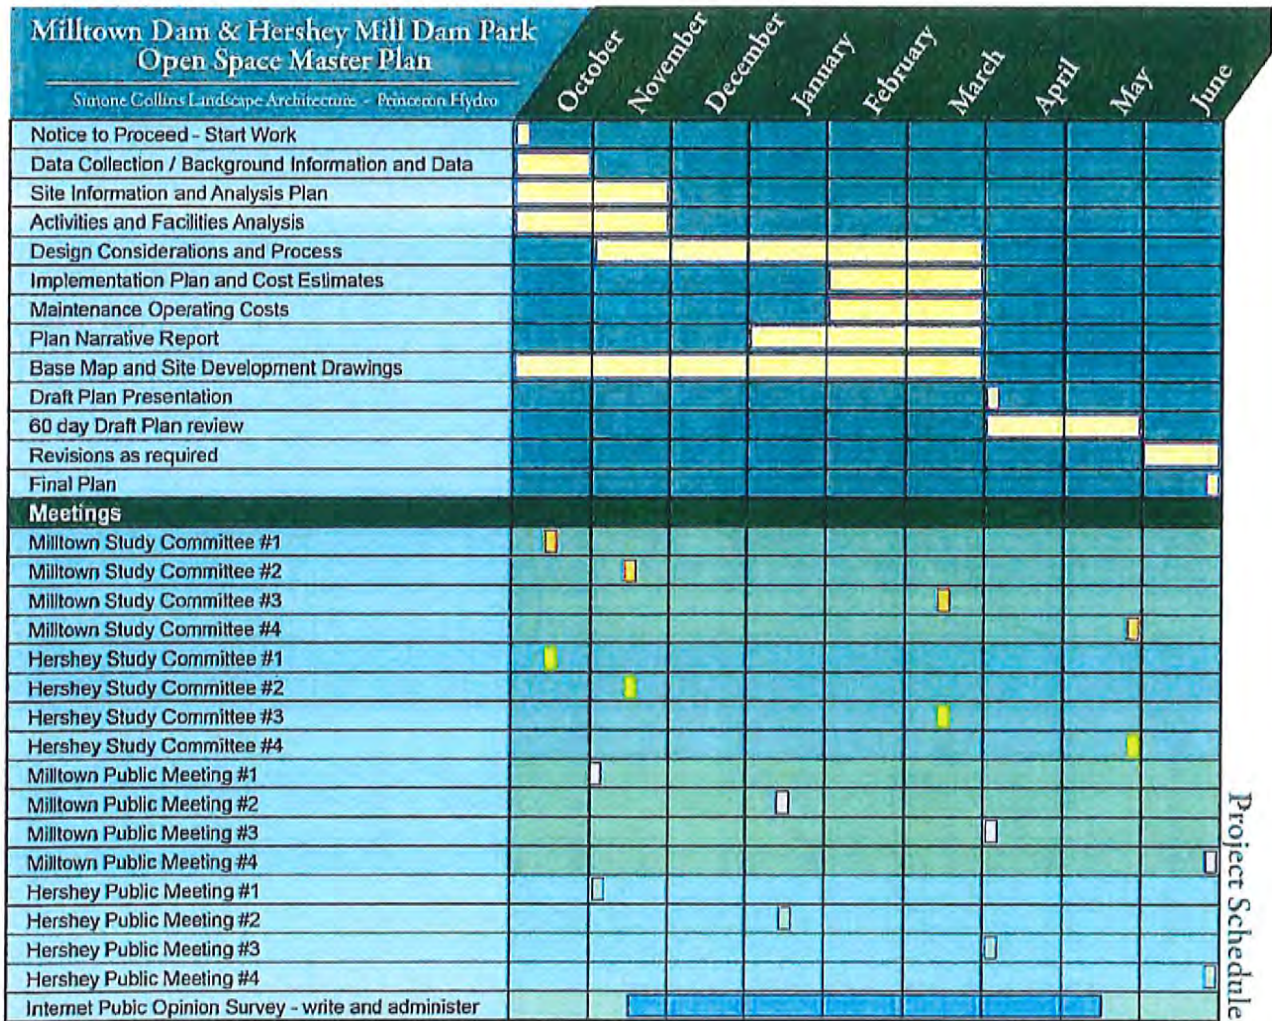 Milltown Dam & Hershey Mill Dam Park
Open Space Master Plan
Simone Collins Landscape Architecture - Princeton Hydro
October
November
December
January
February
March
April
May
June
Notice to Proceed - Start Work
Data Collection / Background Information and Data
Site Information and Analysis Plan
Activities and Facilities Analysis
Design Considerations and Process
Implementation Plan and Cost Estimates
Maintenance Operating Costs
Plan Narrative Report
Base Map and Site Development Drawings
Draft Plan Presentation
60 day Draft Plan review
Revisions as required
Final Plan
Meetings
Milltown Study Committee #1
Milltown Study Committee #2
Milltown Study Committee #3
Milltown Study Committee #4
Hershey Study Committee #1
Hershey Study Committee #2
Hershey Study Committee #3
Hershey Study Committee #4
Milltown Public Meeting #1
Milltown Public Meeting #2
Milltown Public Meeting #3
Milltown Public Meeting #4
Hershey Public Meeting #1
Hershey Public Meeting #2
Hershey Public Meeting #3
Hershey Public Meeting #4
Internet Pubic Opinion Survey - write and administer
Project Schedule